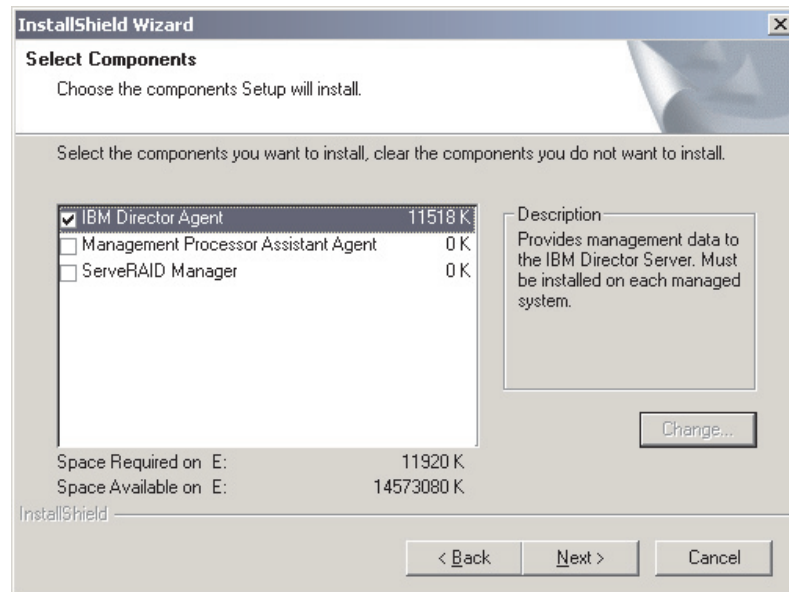 InstallShield Wizard
Select Components
Choose the components Setup will install.
Select the components you want to install, clear the components you do not want to install.
IBM Director Agent 11518 K
Management Processor Assistant Agent 0 K
ServeRAID Manager 0 K
Description
Provides management data to
the IBM Director Server. Must
be installed on each managed
system.
Change...
Space Required on E: 11920 K
Space Available on E: 14573080 K
InstallShield
< Back Next > Cancel